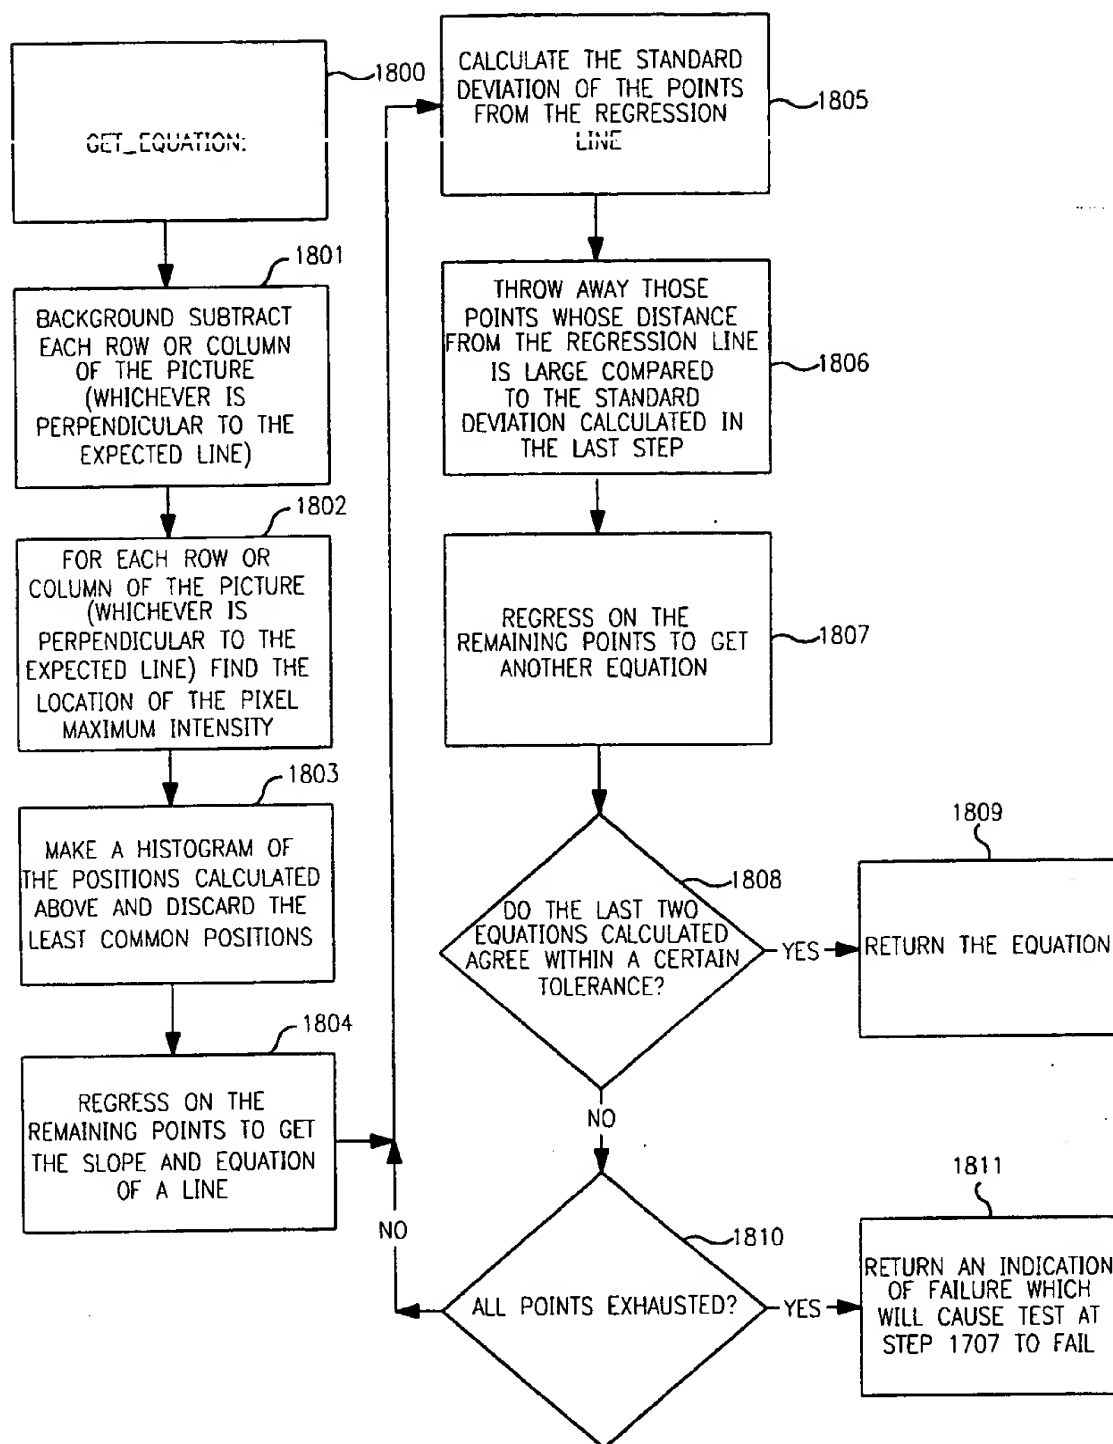 1800
GET_EQUATION:
1801
BACKGROUND SUBTRACT
EACH ROW OR COLUMN
OF THE PICTURE
(WHICHEVER IS
PERPENDICULAR TO THE
EXPECTED LINE)
1802
FOR EACH ROW OR
COLUMN OF THE PICTURE
(WHICHEVER IS
PERPENDICULAR TO THE
EXPECTED LINE) FIND THE
LOCATION OF THE PIXEL
MAXIMUM INTENSITY
1803
MAKE A HISTOGRAM OF
THE POSITIONS CALCULATED
ABOVE AND DISCARD THE
LEAST COMMON POSITIONS
1804
REGRESS ON THE
REMAINING POINTS TO GET
THE SLOPE AND EQUATION
OF A LINE
1805
CALCULATE THE STANDARD
DEVIATION OF THE POINTS
FROM THE REGRESSION
LINE
1806
THROW AWAY THOSE
POINTS WHOSE DISTANCE
FROM THE REGRESSION LINE
IS LARGE COMPARED
TO THE STANDARD
DEVIATION CALCULATED IN
THE LAST STEP
1807
REGRESS ON THE
REMAINING POINTS TO GET
ANOTHER EQUATION
1808
DO THE LAST TWO
EQUATIONS CALCULATED
AGREE WITHIN A CERTAIN
TOLERANCE?
YES
1809
RETURN THE EQUATION
NO
1810
ALL POINTS EXHAUSTED?
NO
YES
1811
RETURN AN INDICATION
OF FAILURE WHICH
WILL CAUSE TEST AT
STEP 1707 TO FAIL